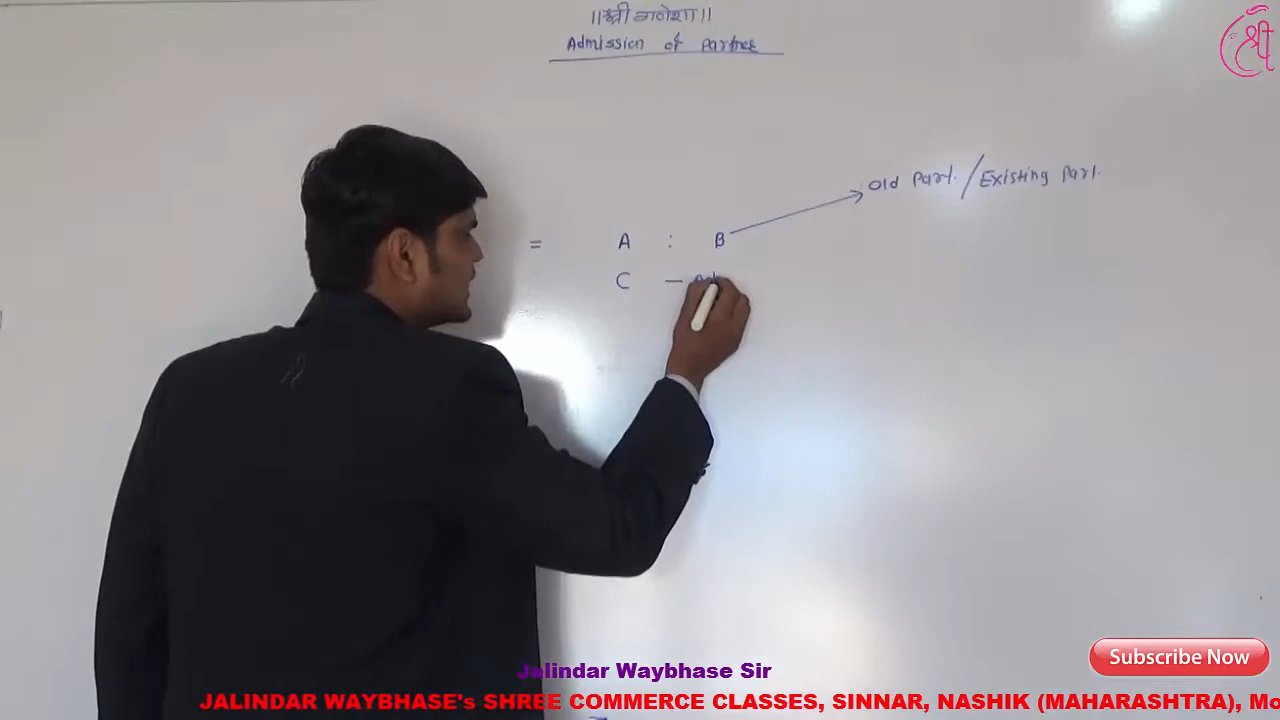 ॥श्री गणेशा॥
Admission of Partner
श्री
Old Part. / Existing Part.
= A : B
C —
Subscribe Now
Jalindar Waybhase Sir
JALINDAR WAYBHASE's SHREE COMMERCE CLASSES, SINNAR, NASHIK (MAHARASHTRA), Mo